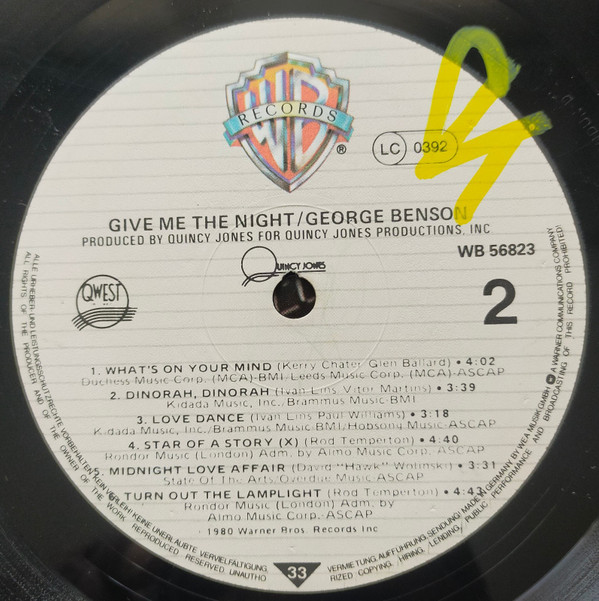 WB
RECORDS
®
LC 0392
GIVE ME THE NIGHT/GEORGE BENSON
PRODUCED BY QUINCY JONES FOR QUINCY JONES PRODUCTIONS, INC
WB 56823
QUINCY JONES
QWEST
2
1. WHAT'S ON YOUR MIND (Kerry Chater Glen Ballard) • 4:02
Duchess Music Corp. (MCA)-BMI-Leeds Music Corp. (MCA)-ASCAP
2. DINORAH, DINORAH (Ivan Lins Vitor Martins) • 3:39
Kidada Music, Inc./Brammus Music-BMI
3. LOVE DANCE (Ivan Lins Paul Williams) • 3:18
Kidada Music, Inc./Brammus Music-BMI/Hobsong Music-ASCAP
4. STAR OF A STORY (X) (Rod Temperton) • 4:40
Rondor Music (London) Adm. by Almo Music Corp.-ASCAP
5. MIDNIGHT LOVE AFFAIR (David "Hawk" Wolinski) • 3:31
State Of The Arts/Overdue Music-ASCAP
TURN OUT THE LAMPLIGHT (Rod Temperton) • 4:43
Rondor Music (London) Adm. by
Almo Music Corp.-ASCAP
1980 Warner Bros. Records Inc
33
ALLE URHEBER- UND LEISTUNGSSCHUTZRECHTE VORBEHALTEN KEIN VERLEIH! KEINE UNERLAUBTE VERVIELFÄLTIGUNG, VERMIETUNG, AUFFÜHRUNG, SENDUNG! MADE IN GERMANY BY WEA MUSIK GMBH A WARNER COMMUNICATIONS COMPANY
ALL RIGHTS OF THE PRODUCER AND OF THE OWNER OF THE WORK REPRODUCED RESERVED. UNAUTHORIZED COPYING, HIRING, LENDING, PUBLIC PERFORMANCE AND BROADCASTING OF THIS RECORD PROHIBITED!